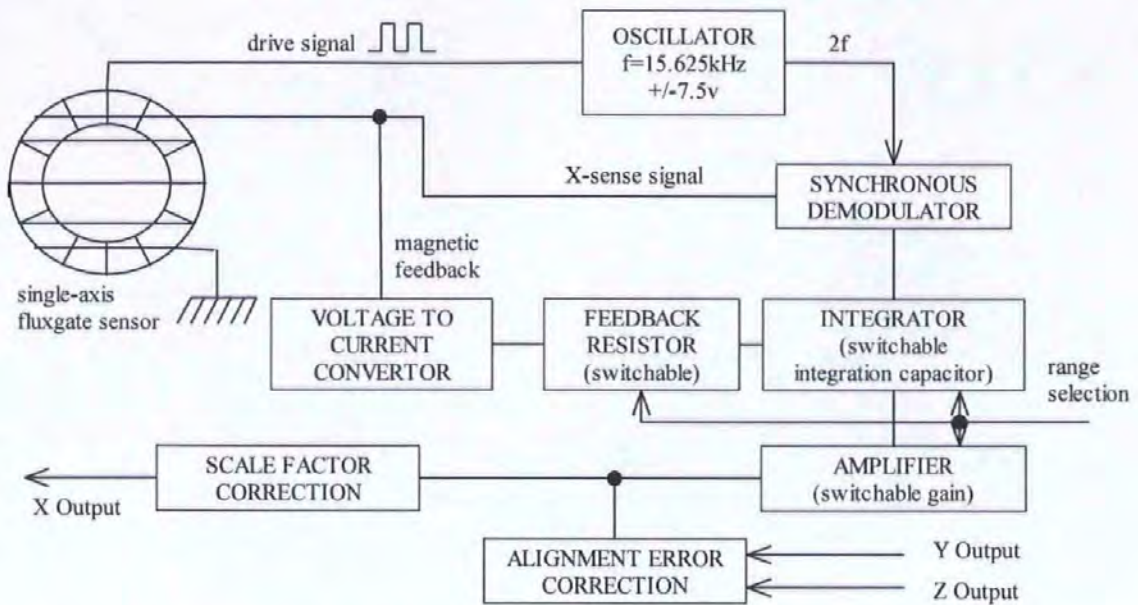 drive signal
OSCILLATOR
f=15.625kHz
+/-7.5v
2f
X-sense signal
SYNCHRONOUS
DEMODULATOR
magnetic
feedback
single-axis
fluxgate sensor
VOLTAGE TO
CURRENT
CONVERTOR
FEEDBACK
RESISTOR
(switchable)
INTEGRATOR
(switchable
integration capacitor)
range
selection
SCALE FACTOR
CORRECTION
X Output
AMPLIFIER
(switchable gain)
ALIGNMENT ERROR
CORRECTION
Y Output
Z Output